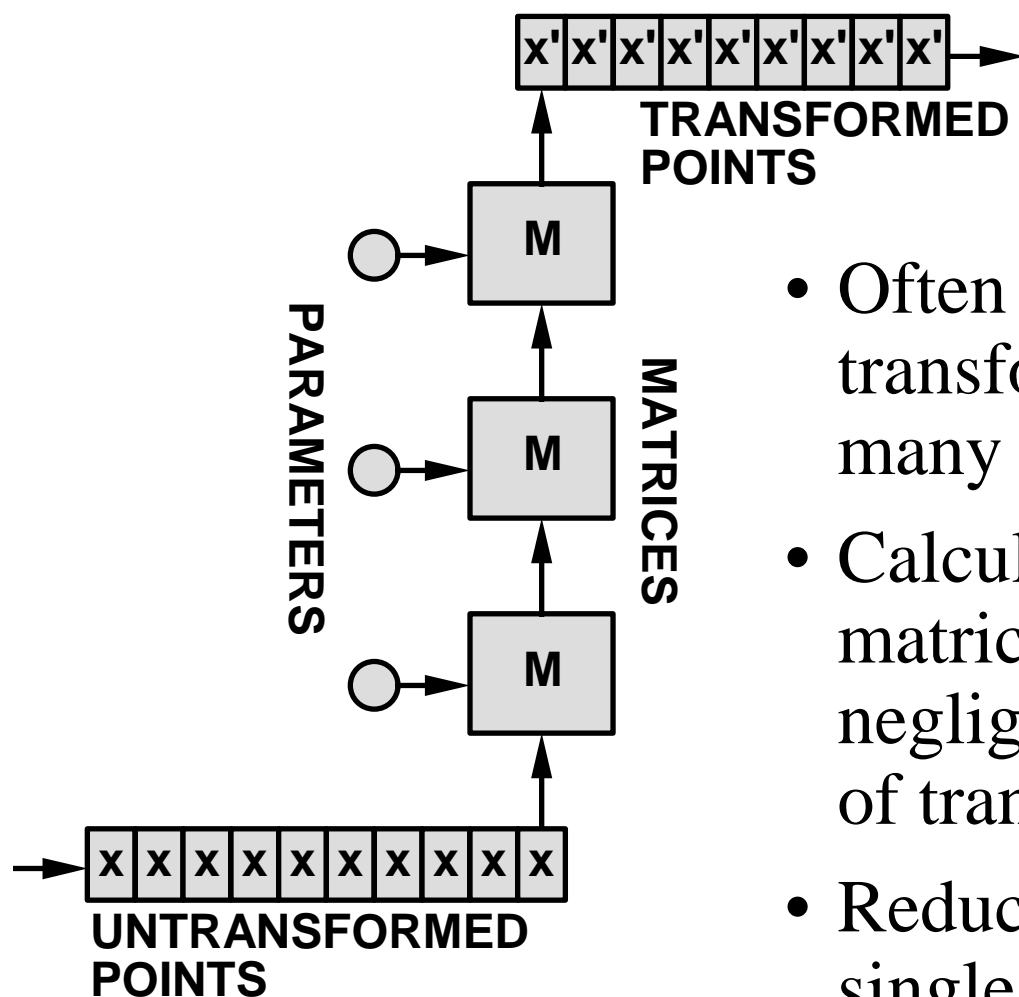 x' x' x' x' x' x' x' x' x'
TRANSFORMED
POINTS
M
M
M
PARAMETERS
MATRICES
x x x x x x x x x x
UNTRANSFORMED
POINTS
• Often
transfo
many
• Calcul
matric
neglig
of tran
• Reduc
single